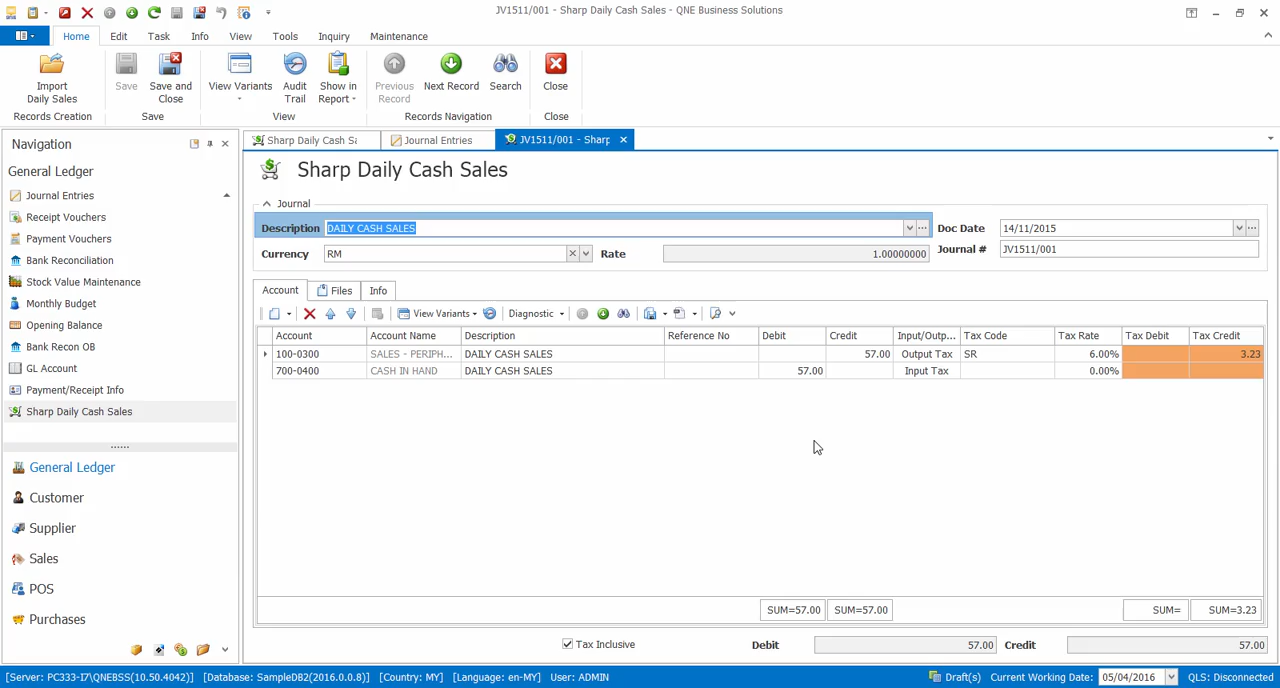 JV1511/001 - Sharp Daily Cash Sales - QNE Business Solutions
Home Edit Task Info View Tools Inquiry Maintenance
Import Daily Sales
Save
Save and Close
View Variants
Audit Trail
Show in Report
Previous Record
Next Record
Search
Close
Records Creation Save View Records Navigation Close
Navigation
General Ledger
Journal Entries
Receipt Vouchers
Payment Vouchers
Bank Reconciliation
Stock Value Maintenance
Monthly Budget
Opening Balance
Bank Recon OB
GL Account
Payment/Receipt Info
Sharp Daily Cash Sales
General Ledger
Customer
Supplier
Sales
POS
Purchases
Sharp Daily Cash Sa Journal Entries JV1511/001 - Sharp
Sharp Daily Cash Sales
Journal
Description DAILY CASH SALES Doc Date 14/11/2015
Currency RM Rate 1.00000000 Journal # JV1511/001
Account Files Info
View Variants Diagnostic
Account Account Name Description Reference No Debit Credit Input/Outp... Tax Code Tax Rate Tax Debit Tax Credit
100-0300 SALES - PERIPH... DAILY CASH SALES 57.00 Output Tax SR 6.00% 3.23
700-0400 CASH IN HAND DAILY CASH SALES 57.00 Input Tax 0.00%
SUM=57.00 SUM=57.00 SUM= SUM=3.23
Tax Inclusive Debit 57.00 Credit 57.00
[Server: PC333-I7\QNEBSS(10.50.4042)] [Database: SampleDB2(2016.0.0.8)] [Country: MY] [Language: en-MY] User: ADMIN Draft(s) Current Working Date: 05/04/2016 QLS: Disconnected